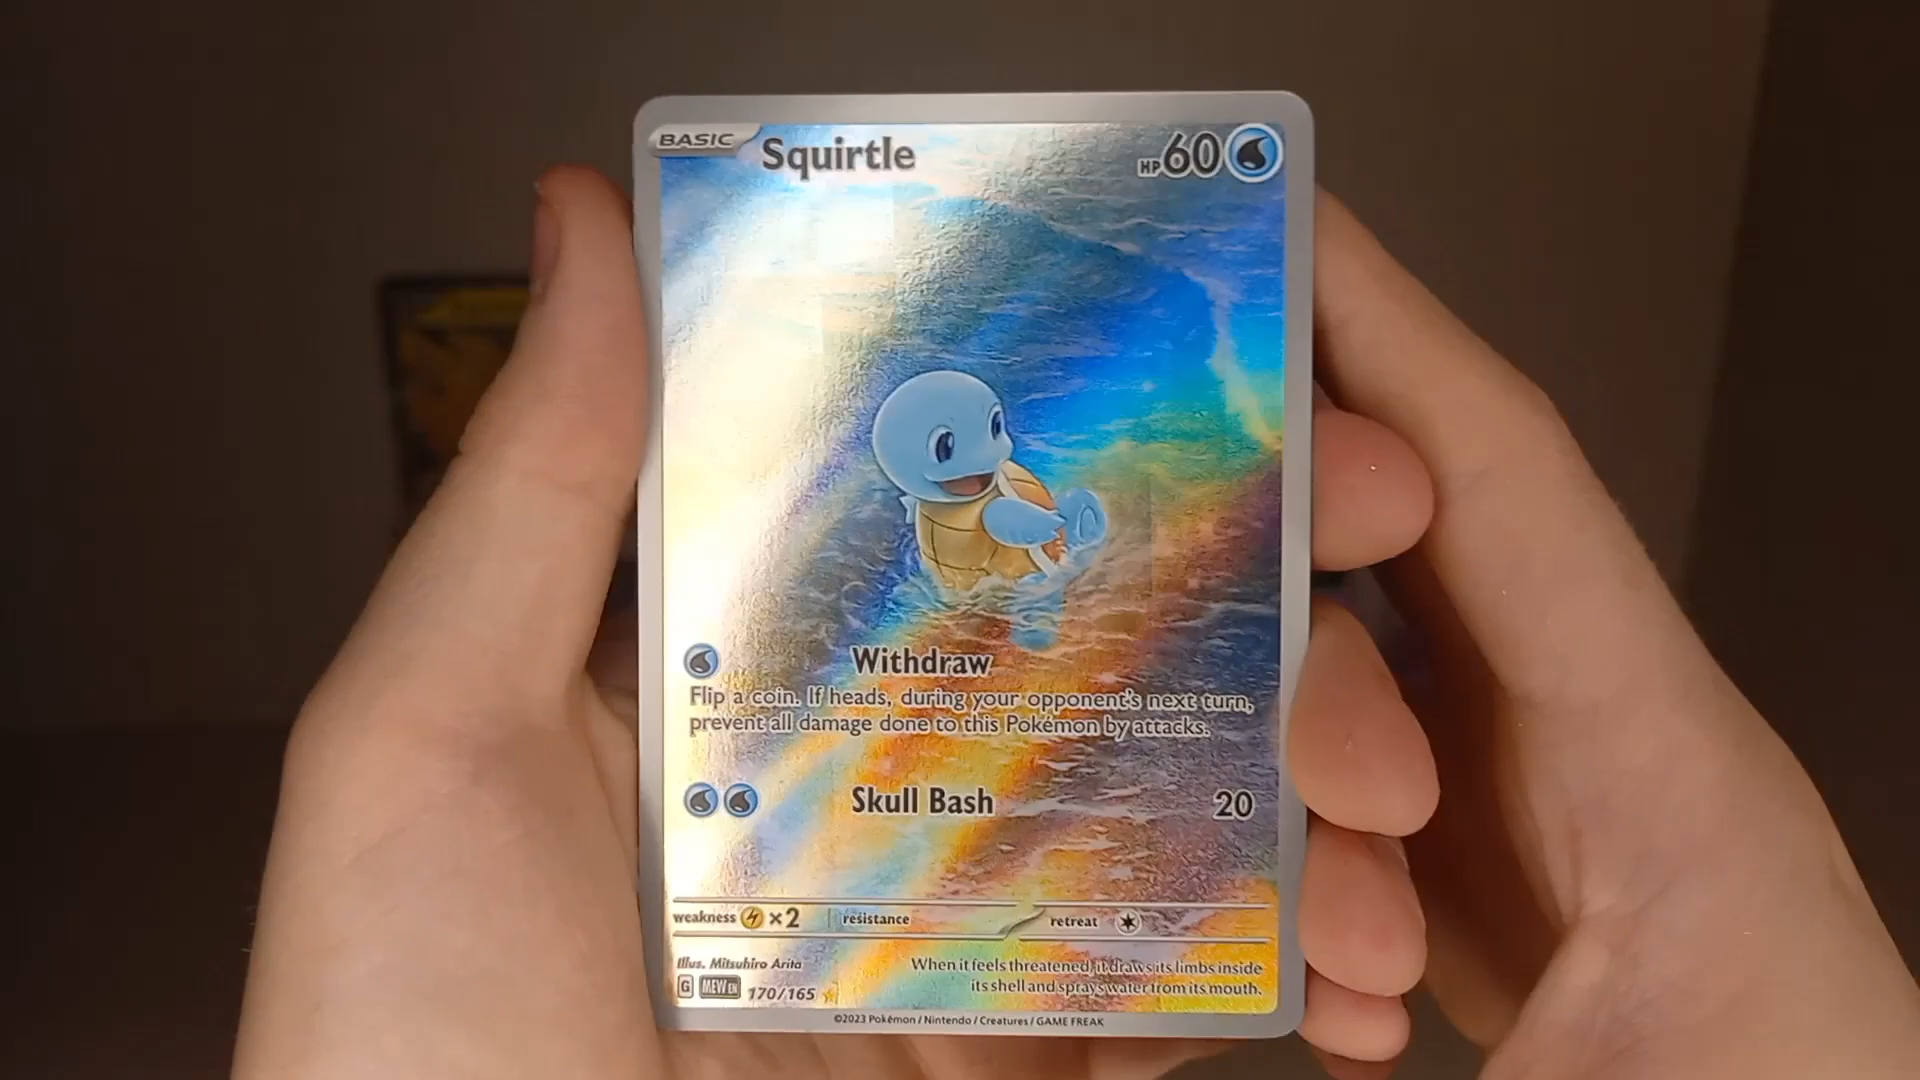 BASIC
Squirtle
HP60
Withdraw
Flip a coin. If heads, during your opponent's next turn,
prevent all damage done to this Pokémon by attacks.
Skull Bash 20
weakness ×2 resistance retreat
Illus. Mitsuhiro Arita
When it feels threatened, it draws its limbs inside
its shell and sprays water from its mouth.
G MEW EN 170/165
©2023 Pokémon / Nintendo / Creatures / GAME FREAK